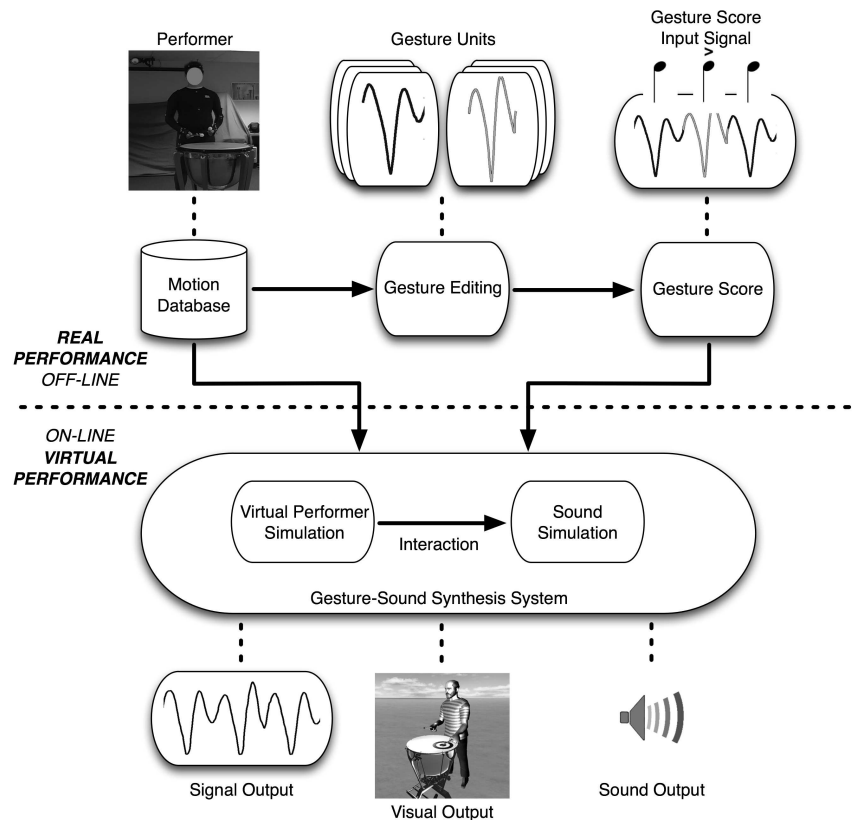 Performer
Gesture Units
Gesture Score
Input Signal
>
Motion
Database
Gesture Editing
Gesture Score
REAL
PERFORMANCE
OFF-LINE
ON-LINE
VIRTUAL
PERFORMANCE
Virtual Performer
Simulation
Interaction
Sound
Simulation
Gesture-Sound Synthesis System
Signal Output
Visual Output
Sound Output